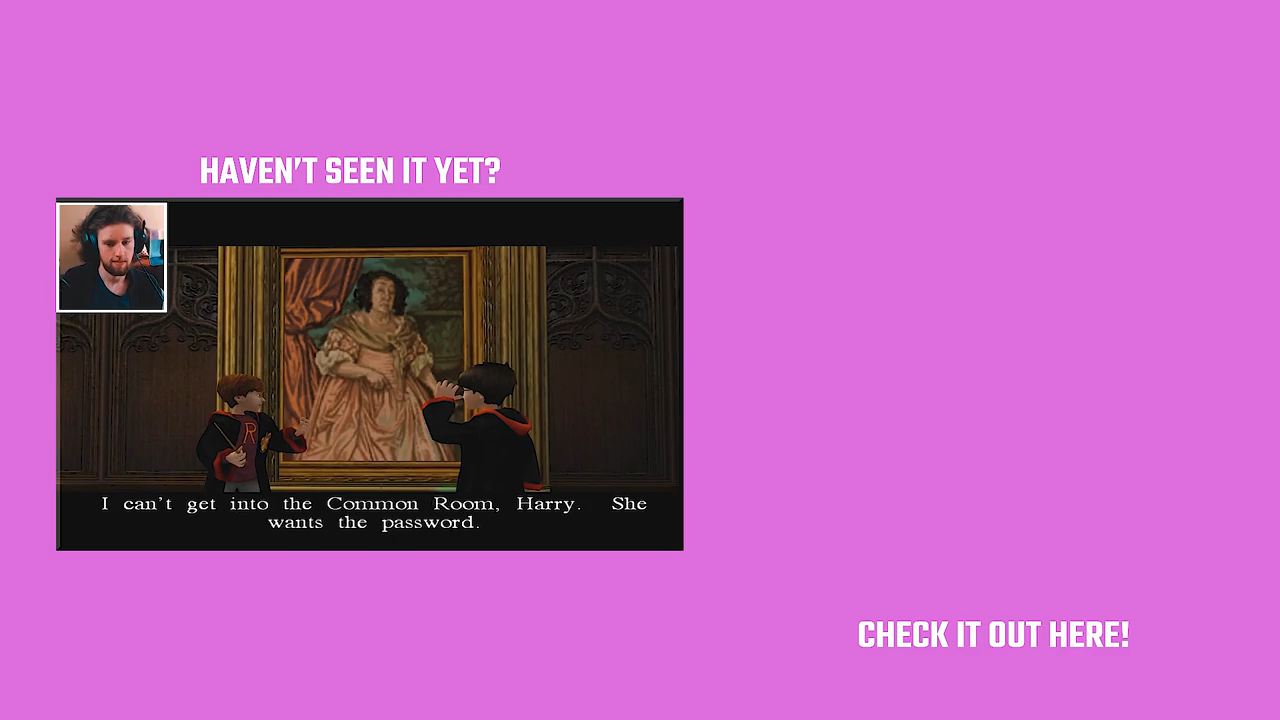 HAVEN'T SEEN IT YET?
R
I can't get into the Common Room, Harry. She
wants the password.
CHECK IT OUT HERE!